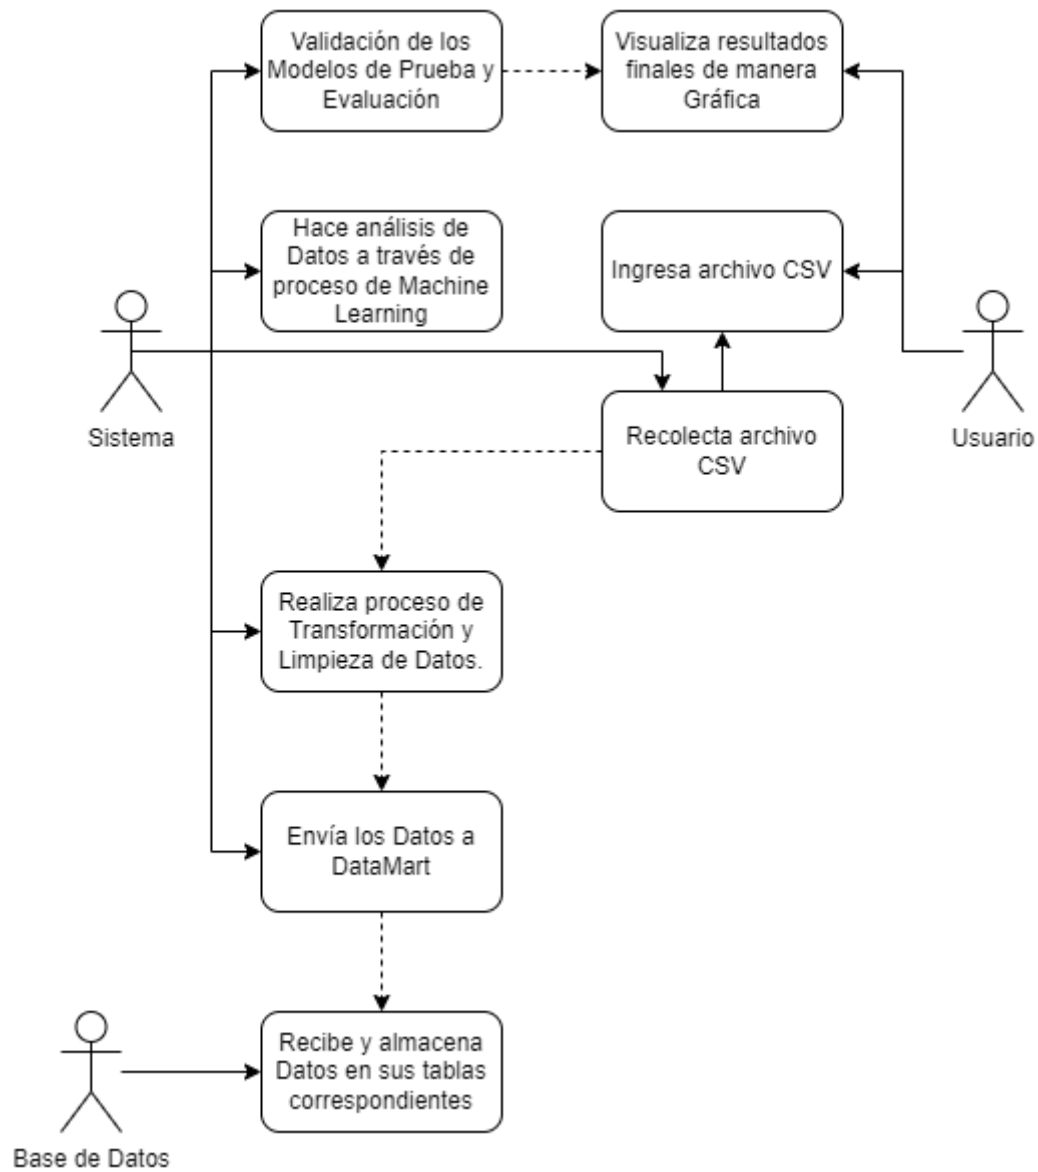 Validación de los
Modelos de Prueba y
Evaluación
Visualiza resultados
finales de manera
Gráfica
Hace análisis de
Datos a través de
proceso de Machine
Learning
Ingresa archivo CSV
Sistema
Usuario
Recolecta archivo
CSV
Realiza proceso de
Transformación y
Limpieza de Datos.
Envía los Datos a
DataMart
Recibe y almacena
Datos en sus tablas
correspondientes
Base de Datos